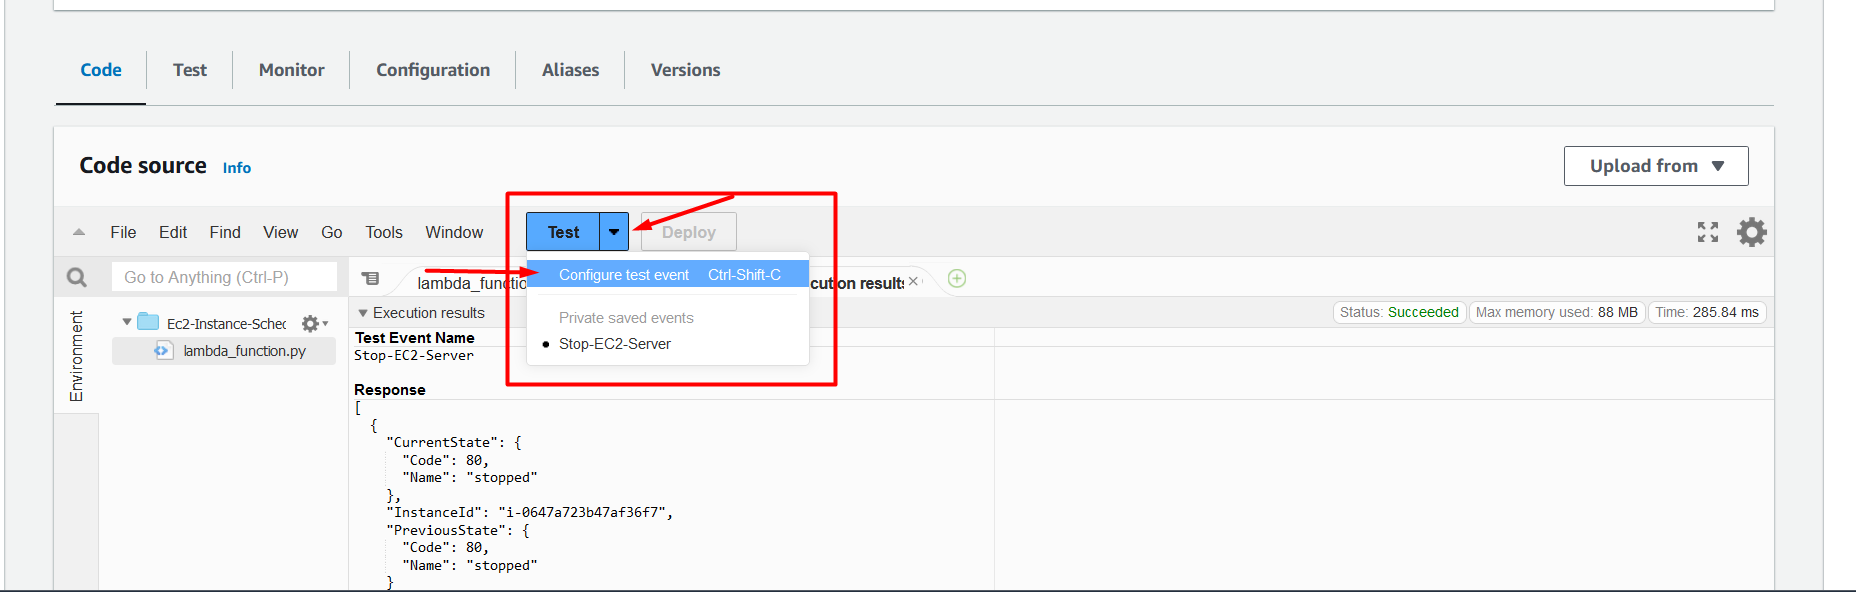 Code Test Monitor Configuration Aliases Versions
Code source Info
Upload from
File Edit Find View Go Tools Window Test Deploy
Go to Anything (Ctrl-P)
Configure test event Ctrl-Shift-C
Private saved events
Stop-EC2-Server
lambda_functio cution results
Environment
Ec2-Instance-Sched
lambda_function.py
Execution results
Status: Succeeded Max memory used: 88 MB Time: 285.84 ms
Test Event Name
Stop-EC2-Server
Response
[
{
"CurrentState": {
"Code": 80,
"Name": "stopped"
},
"InstanceId": "i-0647a723b47af36f7",
"PreviousState": {
"Code": 80,
"Name": "stopped"
}